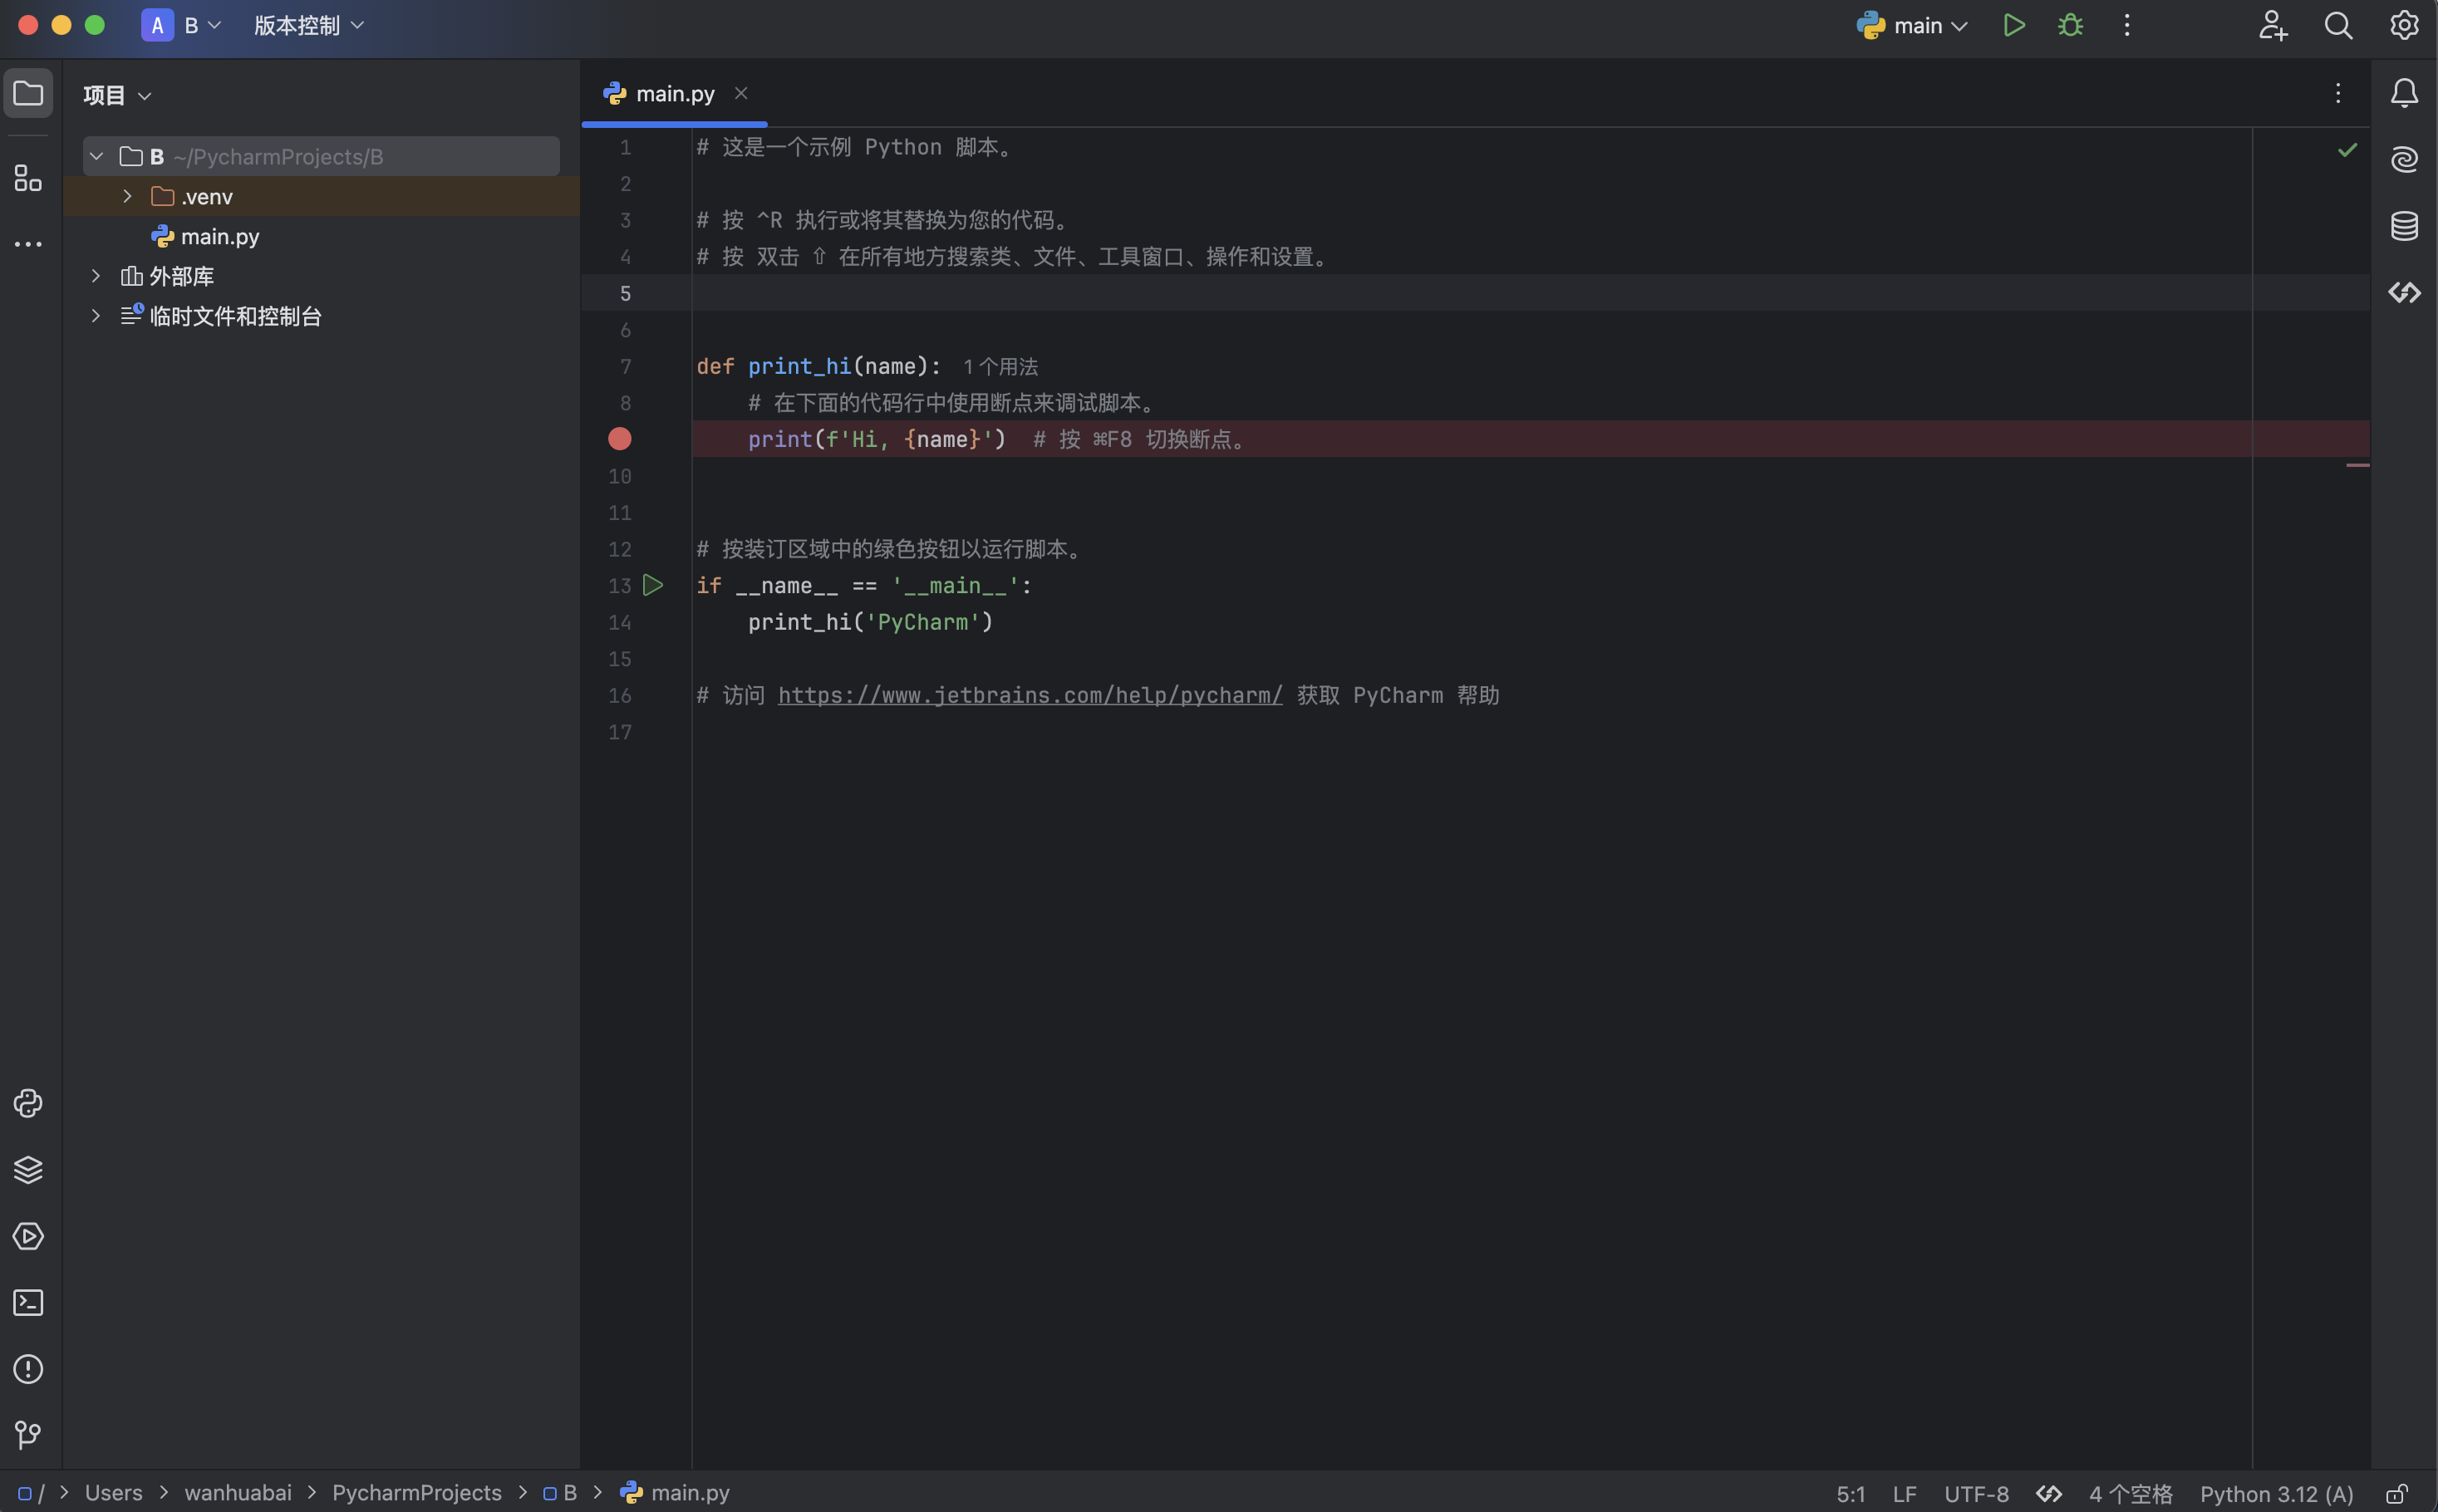 A B 版本控制 main
项目
B ~/PycharmProjects/B
.venv
main.py
外部库
临时文件和控制台
main.py
1 # 这是一个示例 Python 脚本。
2
3 # 按 ^R 执行或将其替换为您的代码。
4 # 按 双击 ⇧ 在所有地方搜索类、文件、工具窗口、操作和设置。
5
6
7 def print_hi(name): 1 个用法
8     # 在下面的代码行中使用断点来调试脚本。
    print(f'Hi, {name}')  # 按 ⌘F8 切换断点。
10
11
12 # 按装订区域中的绿色按钮以运行脚本。
13 if __name__ == '__main__':
14     print_hi('PyCharm')
15
16 # 访问 https://www.jetbrains.com/help/pycharm/ 获取 PyCharm 帮助
17
/ > Users > wanhuabai > PycharmProjects > B > main.py 5:1 LF UTF-8 4 个空格 Python 3.12 (A)